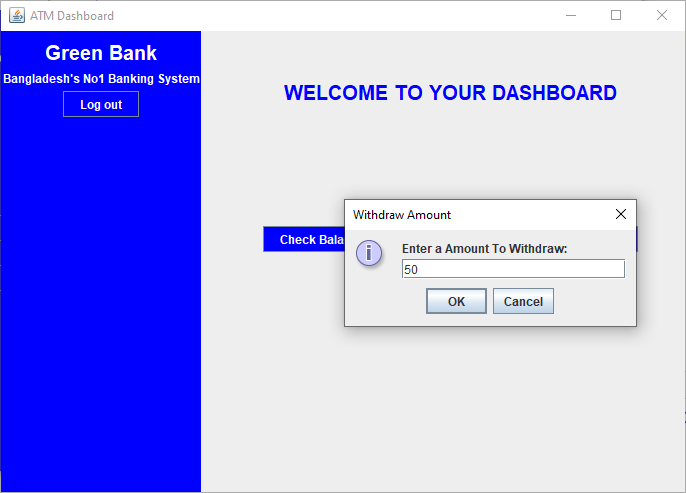 ATM Dashboard
Green Bank
Bangladesh's No1 Banking System
Log out
WELCOME TO YOUR DASHBOARD
Check Bala
Withdraw Amount
Enter a Amount To Withdraw:
50
OK
Cancel